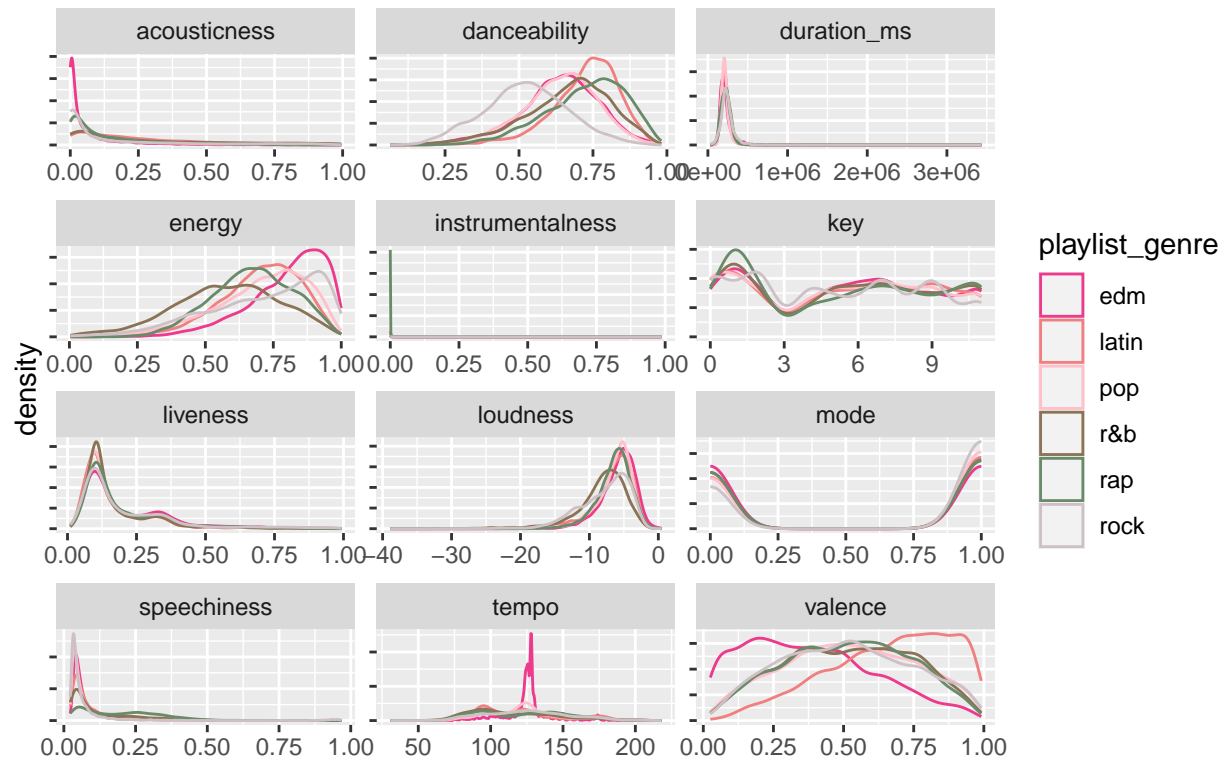 acousticness danceability duration_ms
0.00 0.25 0.50 0.75 1.00 0.25 0.50 0.75 1.00 0e+00 1e+06 2e+06 3e+06
energy instrumentalness key
0.00 0.25 0.50 0.75 1.00 0.00 0.25 0.50 0.75 1.00 0 3 6 9
liveness loudness mode
0.00 0.25 0.50 0.75 1.00 −40 −30 −20 −10 0 0.00 0.25 0.50 0.75 1.00
speechiness tempo valence
0.00 0.25 0.50 0.75 1.00 50 100 150 200 0.00 0.25 0.50 0.75 1.00
density
playlist_genre
edm
latin
pop
r&b
rap
rock